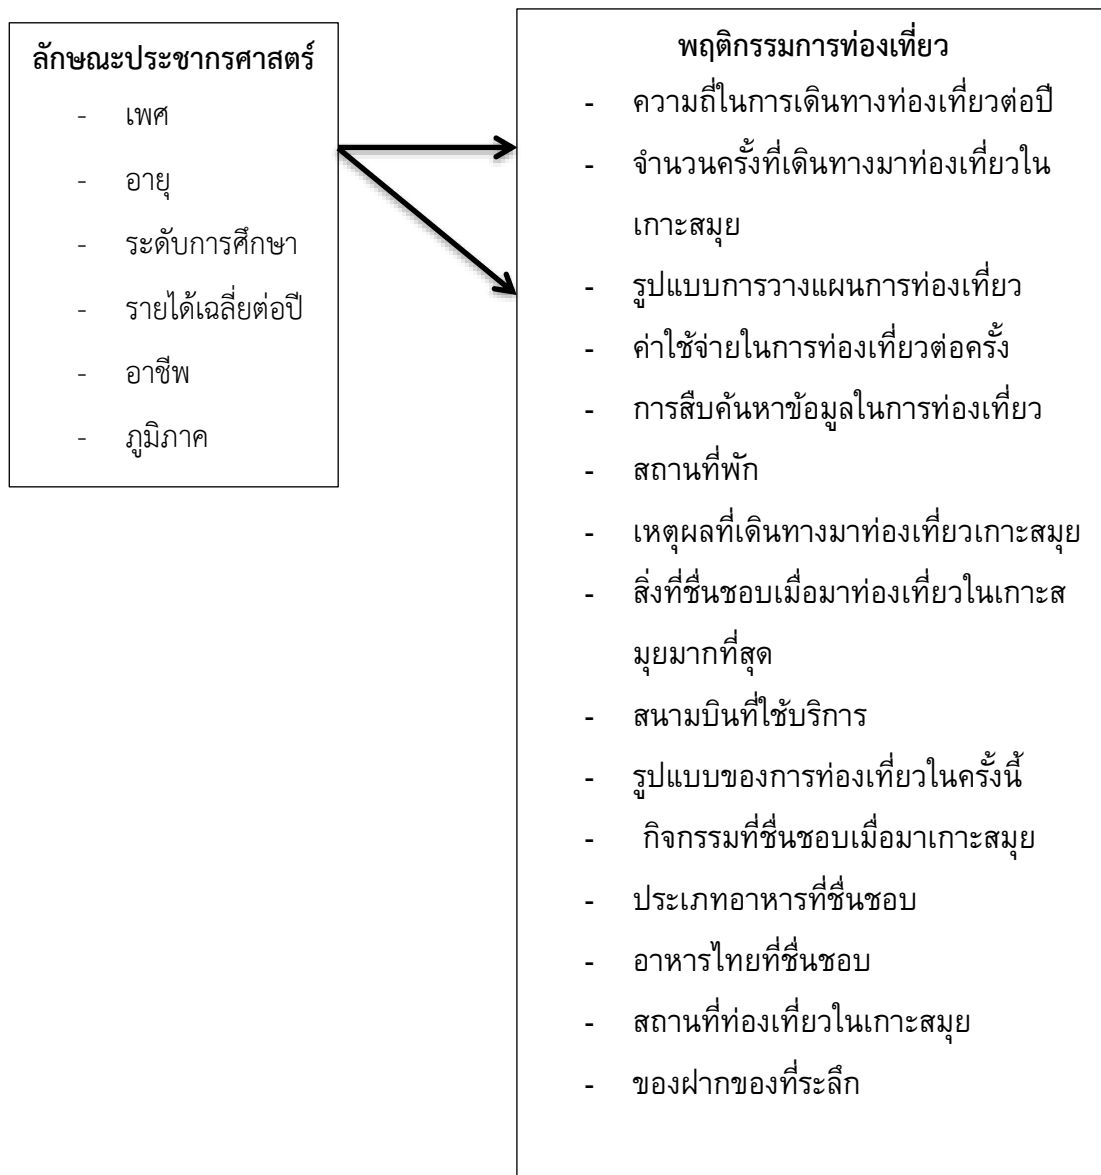 ลักษณะประชากรศาสตร์
- เพศ
- อายุ
- ระดับการศึกษา
- รายได้เฉลี่ยต่อปี
- อาชีพ
- ภูมิภาค
พฤติกรรมการท่องเที่ยว
- ความถี่ในการเดินทางท่องเที่ยวต่อปี
- จำนวนครั้งที่เดินทางมาท่องเที่ยวใน
เกาะสมุย
- รูปแบบการวางแผนการท่องเที่ยว
- ค่าใช้จ่ายในการท่องเที่ยวต่อครั้ง
- การสืบค้นหาข้อมูลในการท่องเที่ยว
- สถานที่พัก
- เหตุผลที่เดินทางมาท่องเที่ยวเกาะสมุย
- สิ่งที่ชื่นชอบเมื่อมาท่องเที่ยวในเกาะส
มุยมากที่สุด
- สนามบินที่ใช้บริการ
- รูปแบบของการท่องเที่ยวในครั้งนี้
- กิจกรรมที่ชื่นชอบเมื่อมาเกาะสมุย
- ประเภทอาหารที่ชื่นชอบ
- อาหารไทยที่ชื่นชอบ
- สถานที่ท่องเที่ยวในเกาะสมุย
- ของฝากของที่ระลึก